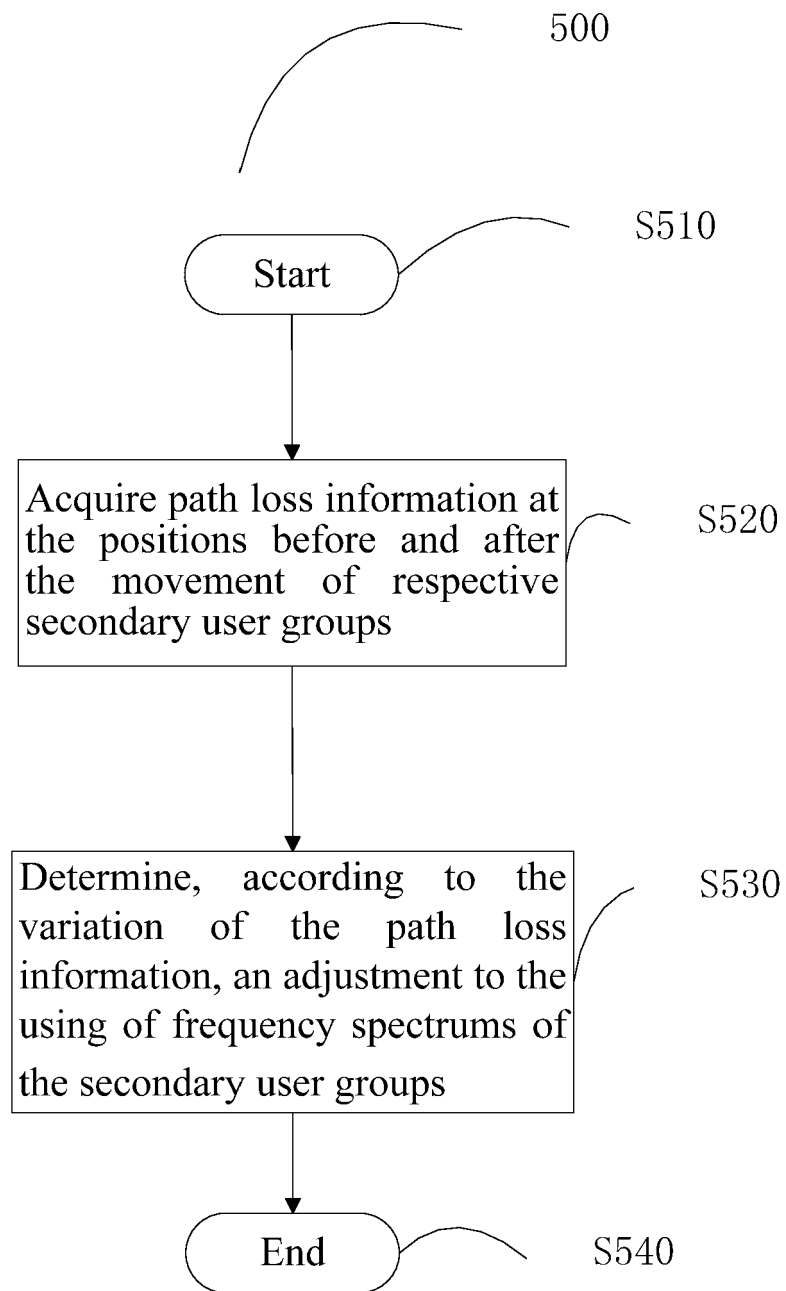 500
S510
Start
Acquire path loss information at
the positions before and after
the movement of respective
secondary user groups
S520
Determine, according to the
variation of the path loss
information, an adjustment to the
using of frequency spectrums of
the secondary user groups
S530
End
S540